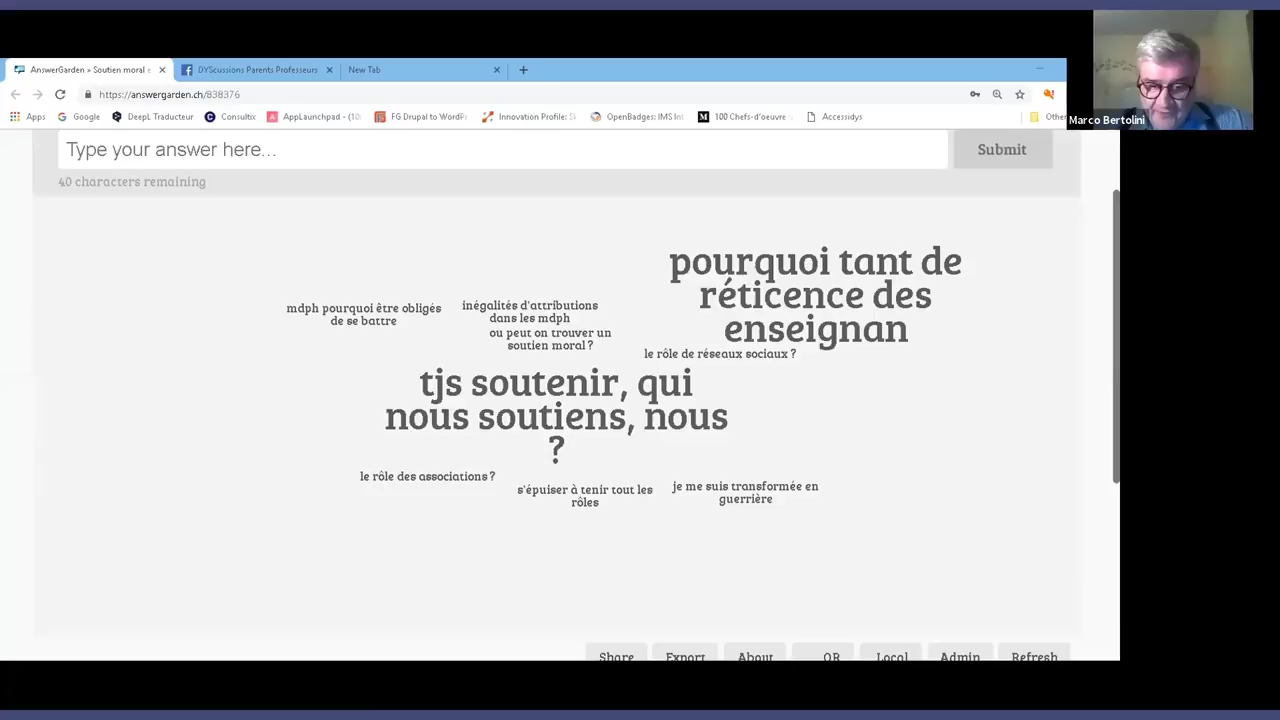 AnswerGarden » Soutien moral e
DYScussions Parents Professeurs
New Tab
https://answergarden.ch/838376
Apps
Google
DeepL Traducteur
Consultix
AppLaunchpad - (10
FG Drupal to WordPr
Innovation Profile: S
OpenBadges: IMS Int
100 Chefs-d'oeuvre
Accessidys
Other
Marco Bertolini
Type your answer here...
Submit
40 characters remaining
pourquoi tant de
réticence des
enseignan
mdph pourquoi être obligés
de se battre
inégalités d'attributions
dans les mdph
ou peut on trouver un
soutien moral ?
le rôle de réseaux sociaux ?
tjs soutenir, qui
nous soutiens, nous
?
le rôle des associations ?
s'épuiser à tenir tout les
rôles
je me suis transformée en
guerrière
Share
Export
About
QR
Local
Admin
Refresh